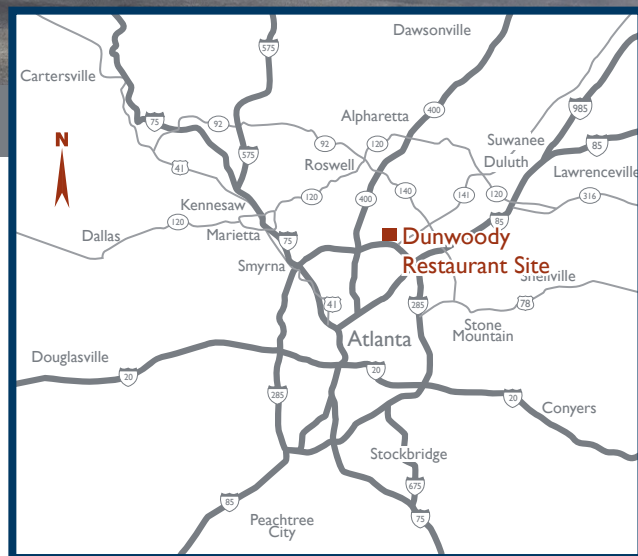 575
Dawsonville
Cartersville
985
400
Alpharetta
75
92
92
120
Suwanee
85
N
575
Roswell
Duluth
41
Lawrenceville
120
400
140
141
120
316
Kennesaw
120
85
Dallas
Marietta
75
Dunwoody
Restaurant Site
Smyrna
Snellville
41
285
78
Stone
Mountain
Atlanta
Douglasville
20
20
285
20
Conyers
Stockbridge
675
85
Peachtree
City
75